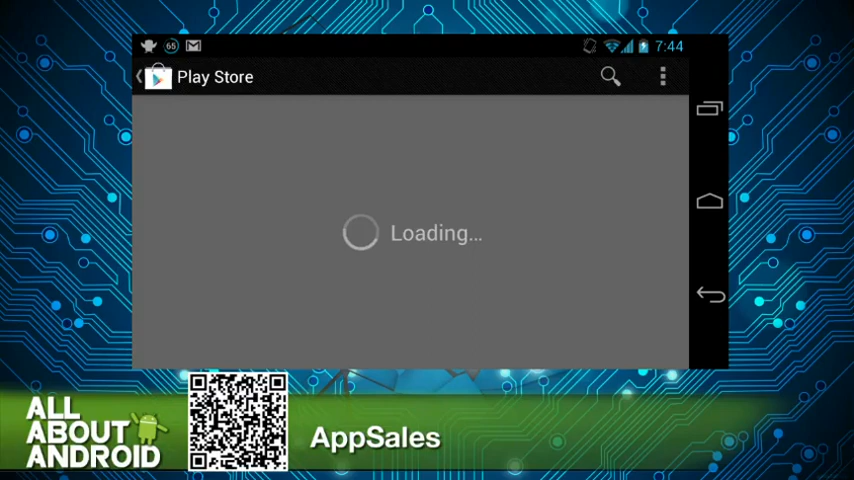 65
7:44
Play Store
Loading...
ALL
ABOUT
ANDROID
AppSales